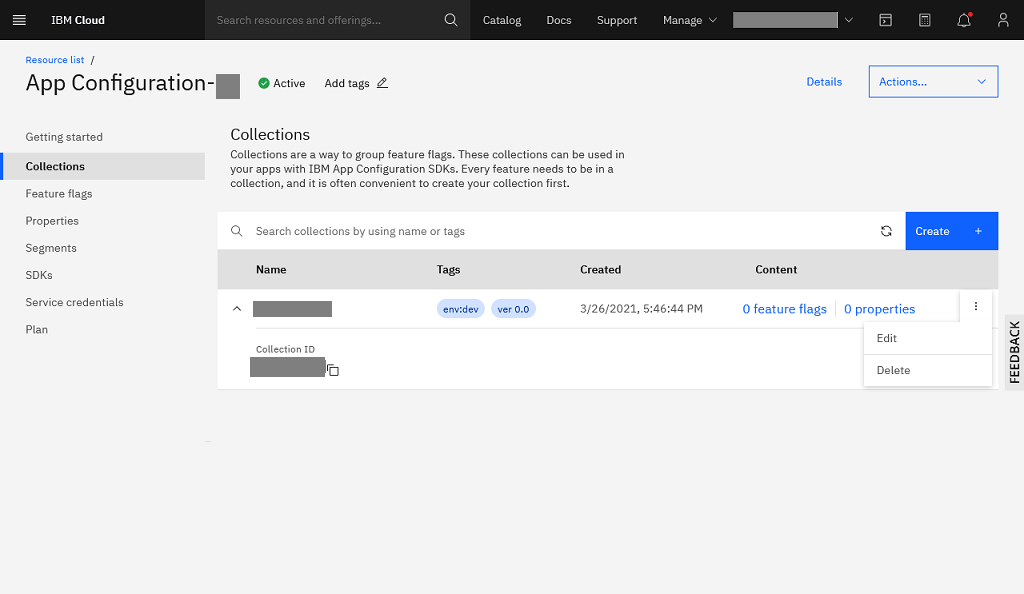 IBM Cloud
Search resources and offerings...
Catalog
Docs
Support
Manage
Resource list /
App Configuration-
Active
Add tags
Details
Actions...
Getting started
Collections
Feature flags
Properties
Segments
SDKs
Service credentials
Plan
Collections
Collections are a way to group feature flags. These collections can be used in
your apps with IBM App Configuration SDKs. Every feature needs to be in a
collection, and it is often convenient to create your collection first.
Search collections by using name or tags
Create +
Name Tags Created Content
env:dev ver 0.0 3/26/2021, 5:46:44 PM 0 feature flags 0 properties
Edit
Delete
Collection ID
FEEDBACK